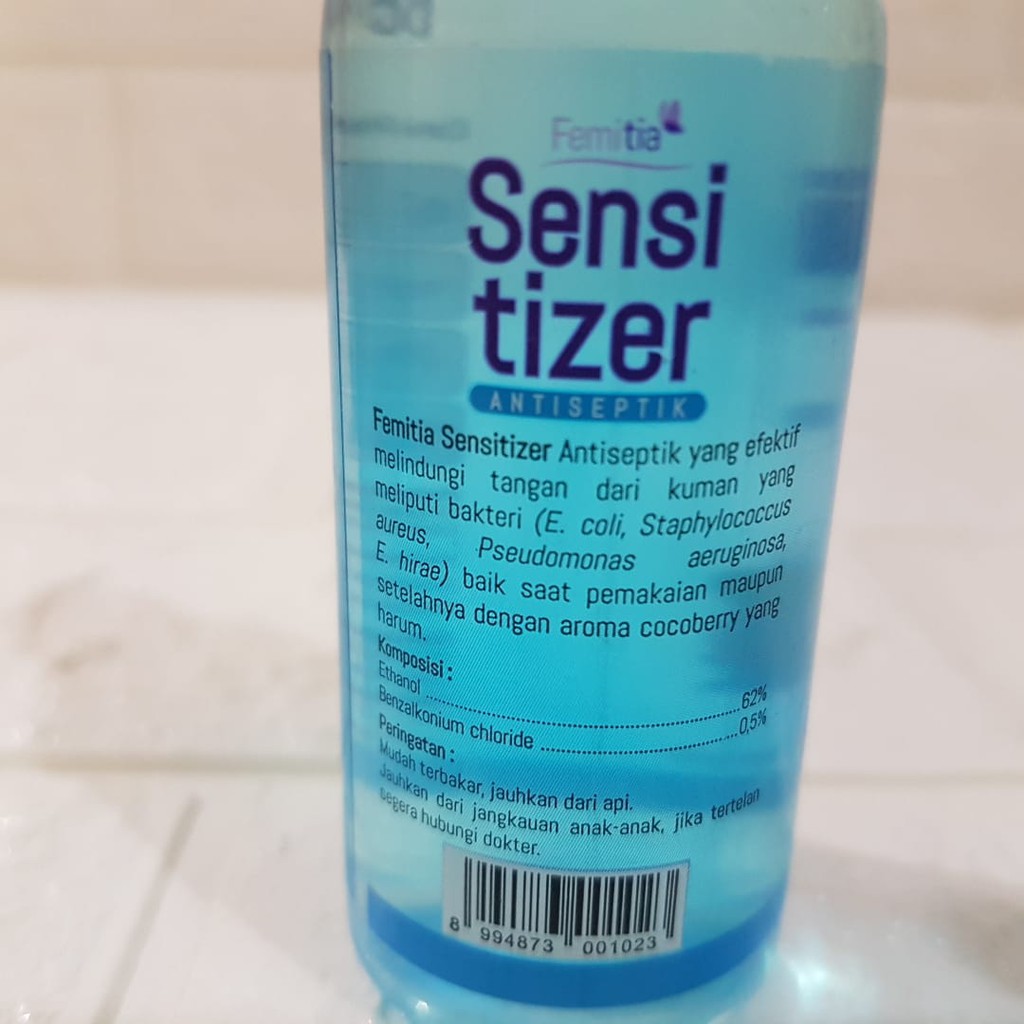 Femitia
Sensi
tizer
ANTISEPTIK
Femitia Sensitizer Antiseptik yang efektif
melindungi tangan dari kuman yang
meliputi bakteri (E. coli, Staphylococcus
aureus, Pseudomonas aeruginosa,
E. hirae) baik saat pemakaian maupun
setelahnya dengan aroma cocoberry yang
harum.
Komposisi :
Ethanol ........................................................ 62%
Benzalkonium chloride ................................... 0,5%
Peringatan :
Mudah terbakar, jauhkan dari api.
Jauhkan dari jangkauan anak-anak, jika tertelan
segera hubungi dokter.
8 994873 001023